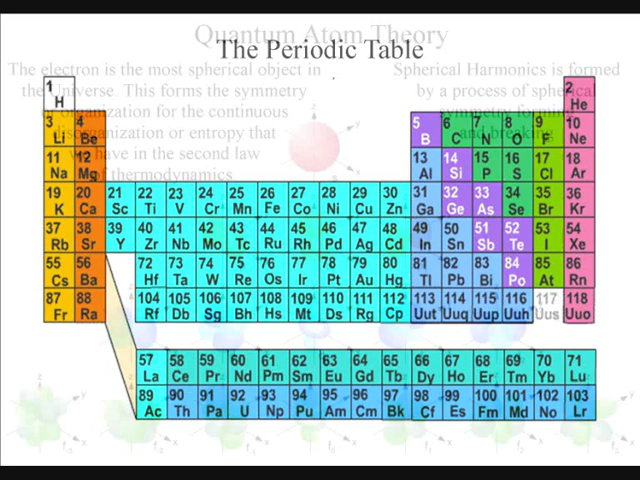 Quantum Atom Theory
The Periodic Table
The electron is the most spherical object in
the Universe. This forms the symmetry
or organization for the continuous
disorganization or entropy that
we have in the second law
of thermodynamics
Spherical Harmonics is formed
by a process of spherical
symmetry forming
and breaking
1 2
H He
3 4 5 6 7 8 9 10
Li Be B C N O F Ne
11 12 13 14 15 16 17 18
Na Mg Al Si P S Cl Ar
19 20 21 22 23 24 25 26 27 28 29 30 31 32 33 34 35 36
K Ca Sc Ti V Cr Mn Fe Co Ni Cu Zn Ga Ge As Se Br Kr
37 38 39 40 41 42 43 44 45 46 47 48 49 50 51 52 53 54
Rb Sr Y Zr Nb Mo Tc Ru Rh Pd Ag Cd In Sn Sb Te I Xe
55 56 72 73 74 75 76 77 78 79 80 81 82 83 84 85 86
Cs Ba Hf Ta W Re Os Ir Pt Au Hg Tl Pb Bi Po At Rn
87 88 104 105 106 107 108 109 110 111 112 113 114 115 116 117 118
Fr Ra Rf Db Sg Bh Hs Mt Ds Rg Cp Uut Uuq Uup Uuh Uus Uuo
57 58 59 60 61 62 63 64 65 66 67 68 69 70 71
La Ce Pr Nd Pm Sm Eu Gd Tb Dy Ho Er Tm Yb Lu
89 90 91 92 93 94 95 96 97 98 99 100 101 102 103
Ac Th Pa U Np Pu Am Cm Bk Cf Es Fm Md No Lr